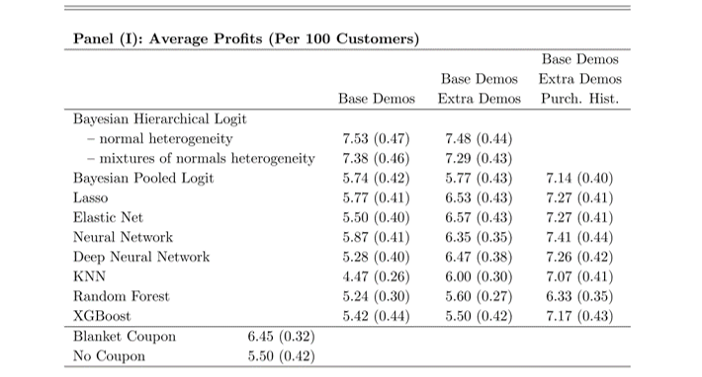 Panel (I): Average Profits (Per 100 Customers)
Base Demos
Base Demos Extra Demos
Base Demos Extra Demos Purch. Hist.
Bayesian Hierarchical Logit
– normal heterogeneity 7.53 (0.47) 7.48 (0.44)
– mixtures of normals heterogeneity 7.38 (0.46) 7.29 (0.43)
Bayesian Pooled Logit 5.74 (0.42) 5.77 (0.43) 7.14 (0.40)
Lasso 5.77 (0.41) 6.53 (0.43) 7.27 (0.41)
Elastic Net 5.50 (0.40) 6.57 (0.43) 7.27 (0.41)
Neural Network 5.87 (0.41) 6.35 (0.35) 7.41 (0.44)
Deep Neural Network 5.28 (0.40) 6.47 (0.38) 7.26 (0.42)
KNN 4.47 (0.26) 6.00 (0.30) 7.07 (0.41)
Random Forest 5.24 (0.30) 5.60 (0.27) 6.33 (0.35)
XGBoost 5.42 (0.44) 5.50 (0.42) 7.17 (0.43)
Blanket Coupon 6.45 (0.32)
No Coupon 5.50 (0.42)